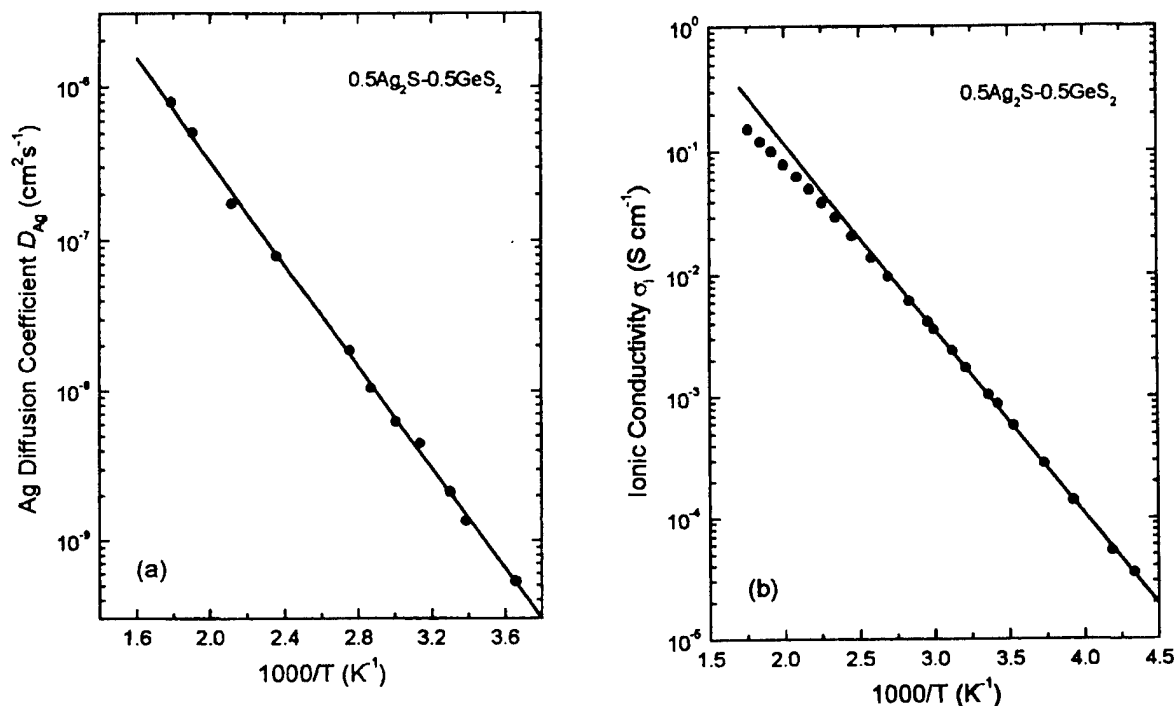 0.5Ag₂S-0.5GeS₂
Ag Diffusion Coefficient D_Ag (cm²s⁻¹)
10⁻⁶
10⁻⁷
10⁻⁸
10⁻⁹
(a)
1.6 2.0 2.4 2.8 3.2 3.6
1000/T (K⁻¹)
0.5Ag₂S-0.5GeS₂
Ionic Conductivity σᵢ (S cm⁻¹)
10⁰
10⁻¹
10⁻²
10⁻³
10⁻⁴
10⁻⁵
10⁻⁶
(b)
1.5 2.0 2.5 3.0 3.5 4.0 4.5
1000/T (K⁻¹)